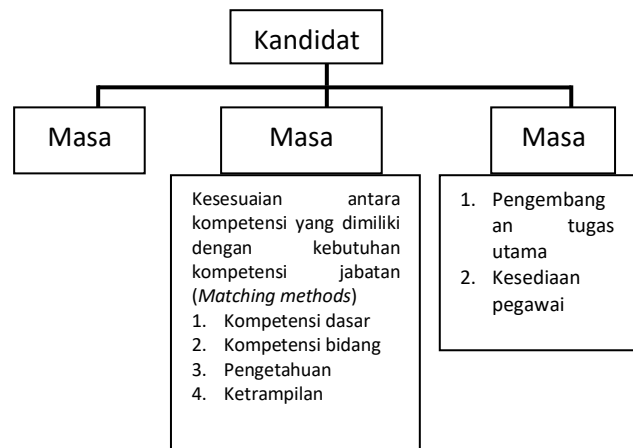 Kandidat
Masa
Masa
Masa
Kesesuaian antara
kompetensi yang dimiliki
dengan kebutuhan
kompetensi jabatan
(Matching methods)
1. Kompetensi dasar
2. Kompetensi bidang
3. Pengetahuan
4. Ketrampilan
1. Pengembang
an tugas
utama
2. Kesediaan
pegawai